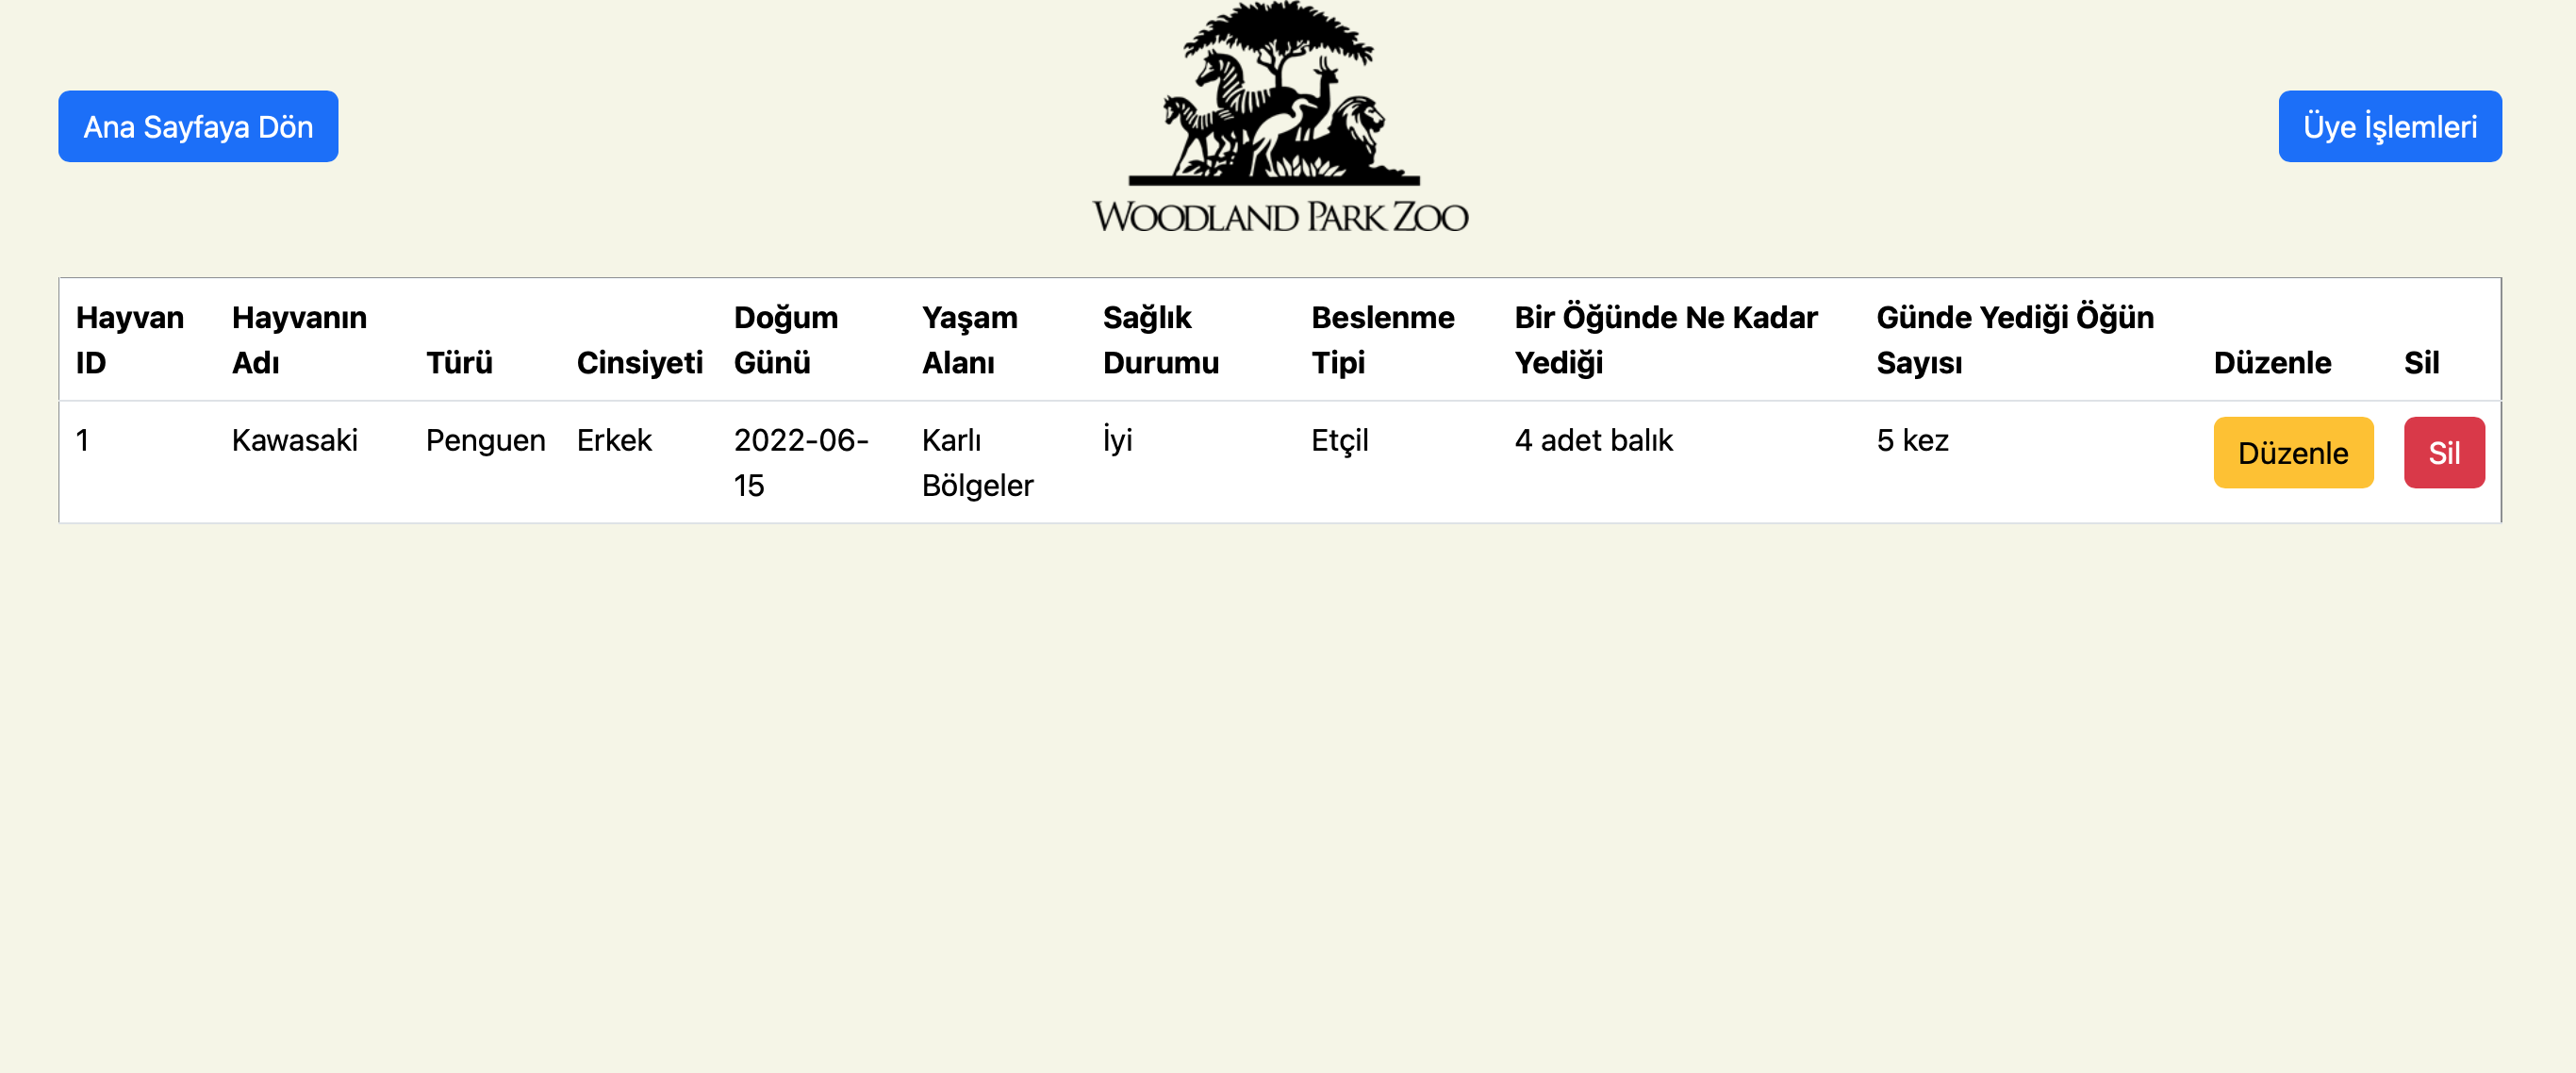 Ana Sayfaya Dön
Üye İşlemleri
WOODLAND PARK ZOO
Hayvan ID
Hayvanın Adı
Türü
Cinsiyeti
Doğum Günü
Yaşam Alanı
Sağlık Durumu
Beslenme Tipi
Bir Öğünde Ne Kadar Yediği
Günde Yediği Öğün Sayısı
Düzenle
Sil
1
Kawasaki
Penguen
Erkek
2022-06-15
Karlı Bölgeler
İyi
Etçil
4 adet balık
5 kez
Düzenle
Sil